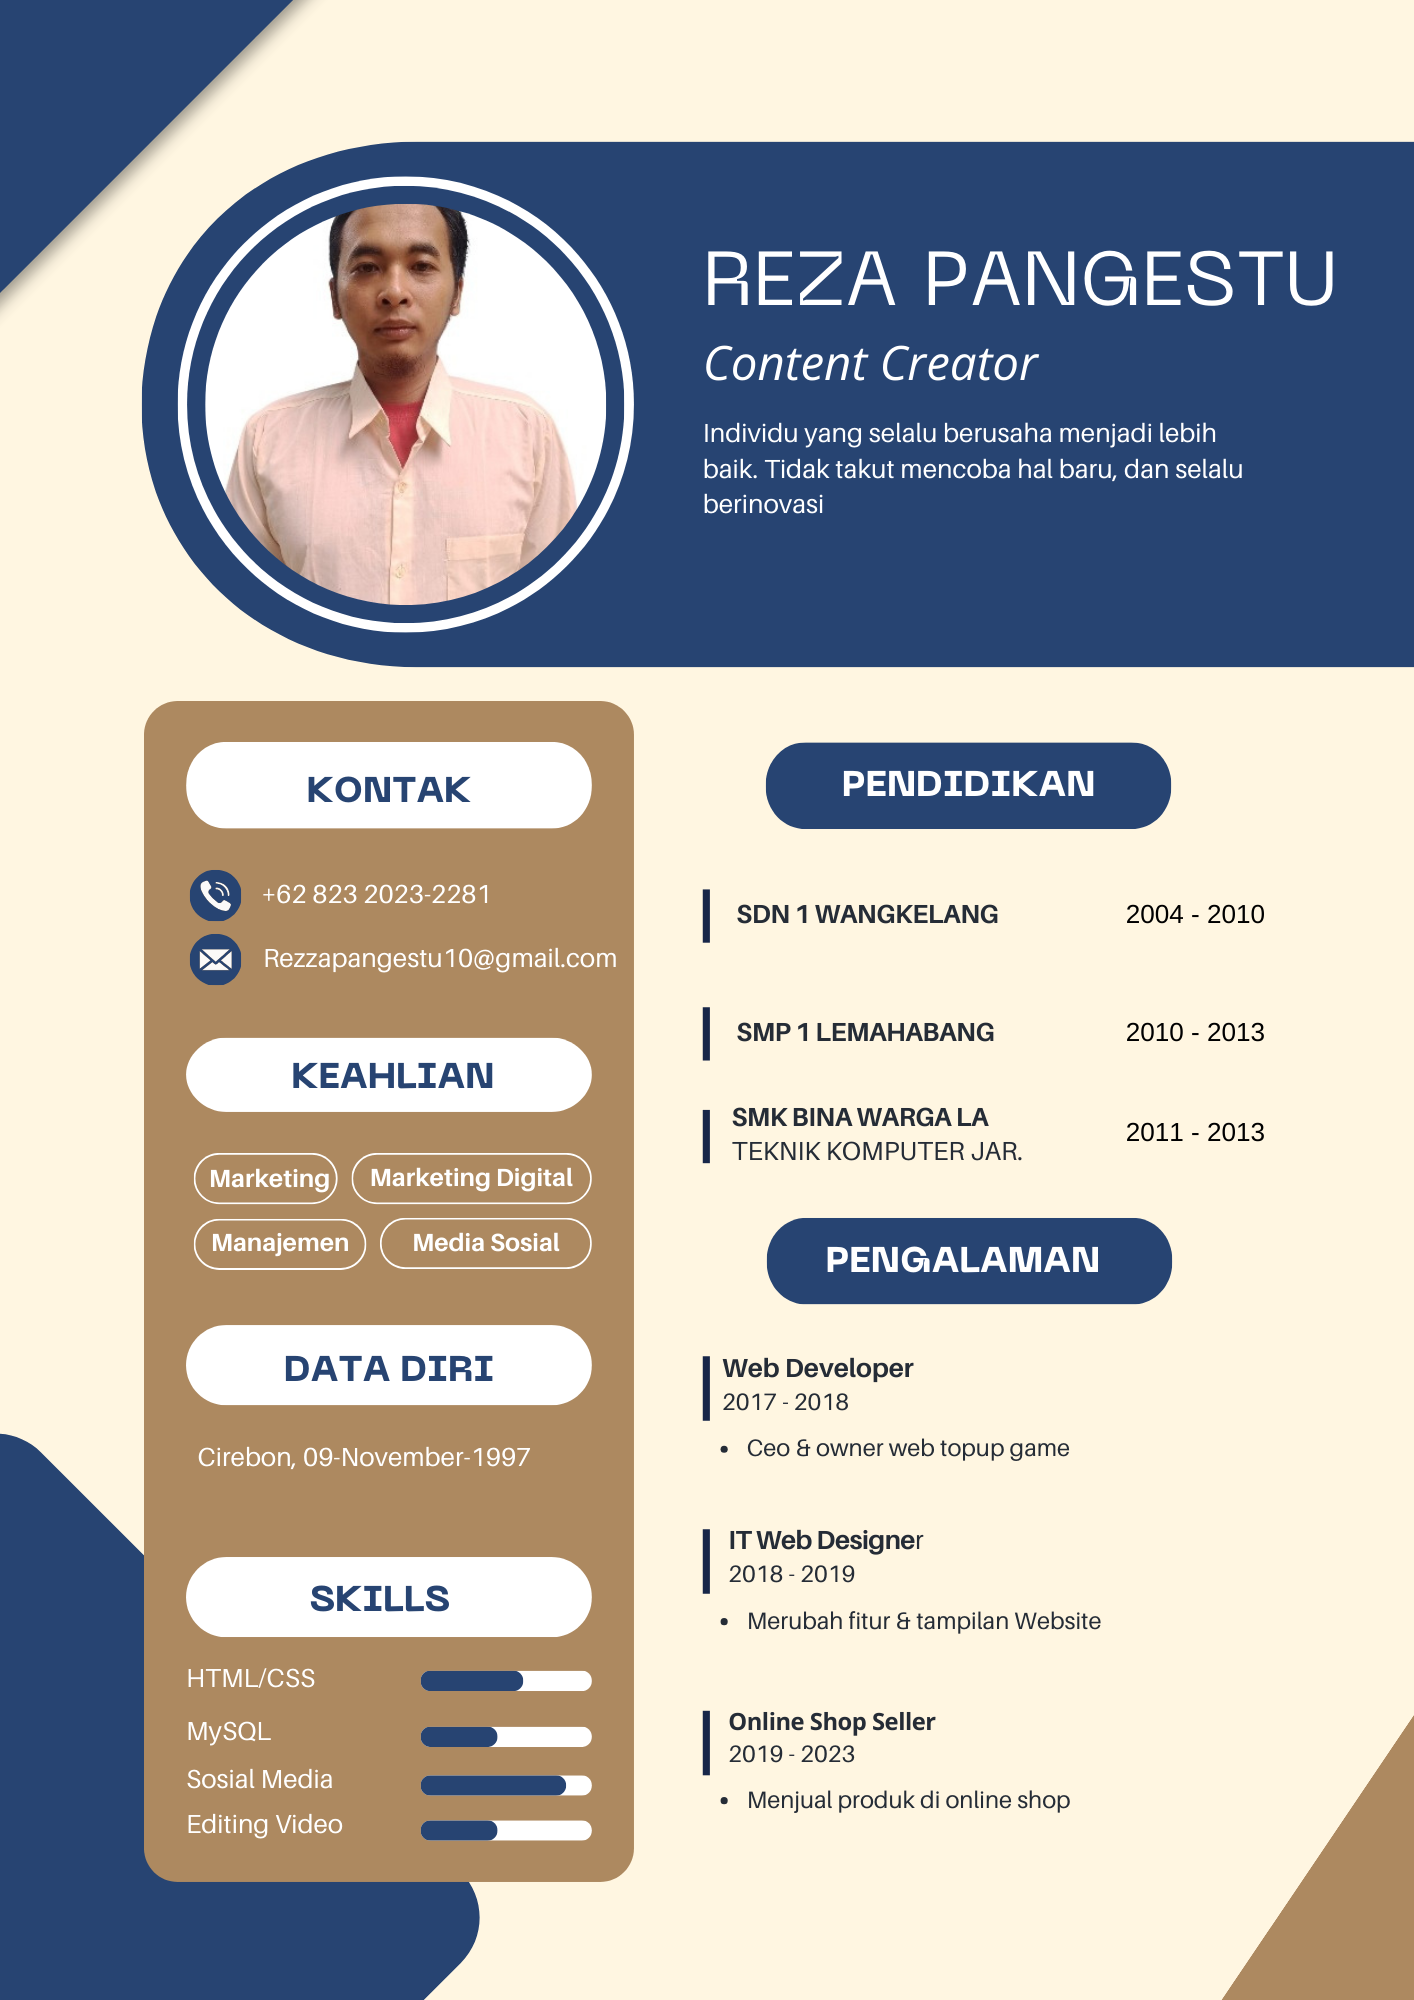 REZA PANGESTU
Content Creator
Individu yang selalu berusaha menjadi lebih
baik. Tidak takut mencoba hal baru, dan selalu
berinovasi
KONTAK
+62 823 2023-2281
Rezzapangestu10@gmail.com
KEAHLIAN
Marketing
Marketing Digital
Manajemen
Media Sosial
DATA DIRI
Cirebon, 09-November-1997
SKILLS
HTML/CSS
MySQL
Sosial Media
Editing Video
PENDIDIKAN
SDN 1 WANGKELANG 2004 - 2010
SMP 1 LEMAHABANG 2010 - 2013
SMK BINA WARGA LA
TEKNIK KOMPUTER JAR. 2011 - 2013
PENGALAMAN
Web Developer
2017 - 2018
• Ceo & owner web topup game
IT Web Designer
2018 - 2019
• Merubah fitur & tampilan Website
Online Shop Seller
2019 - 2023
• Menjual produk di online shop